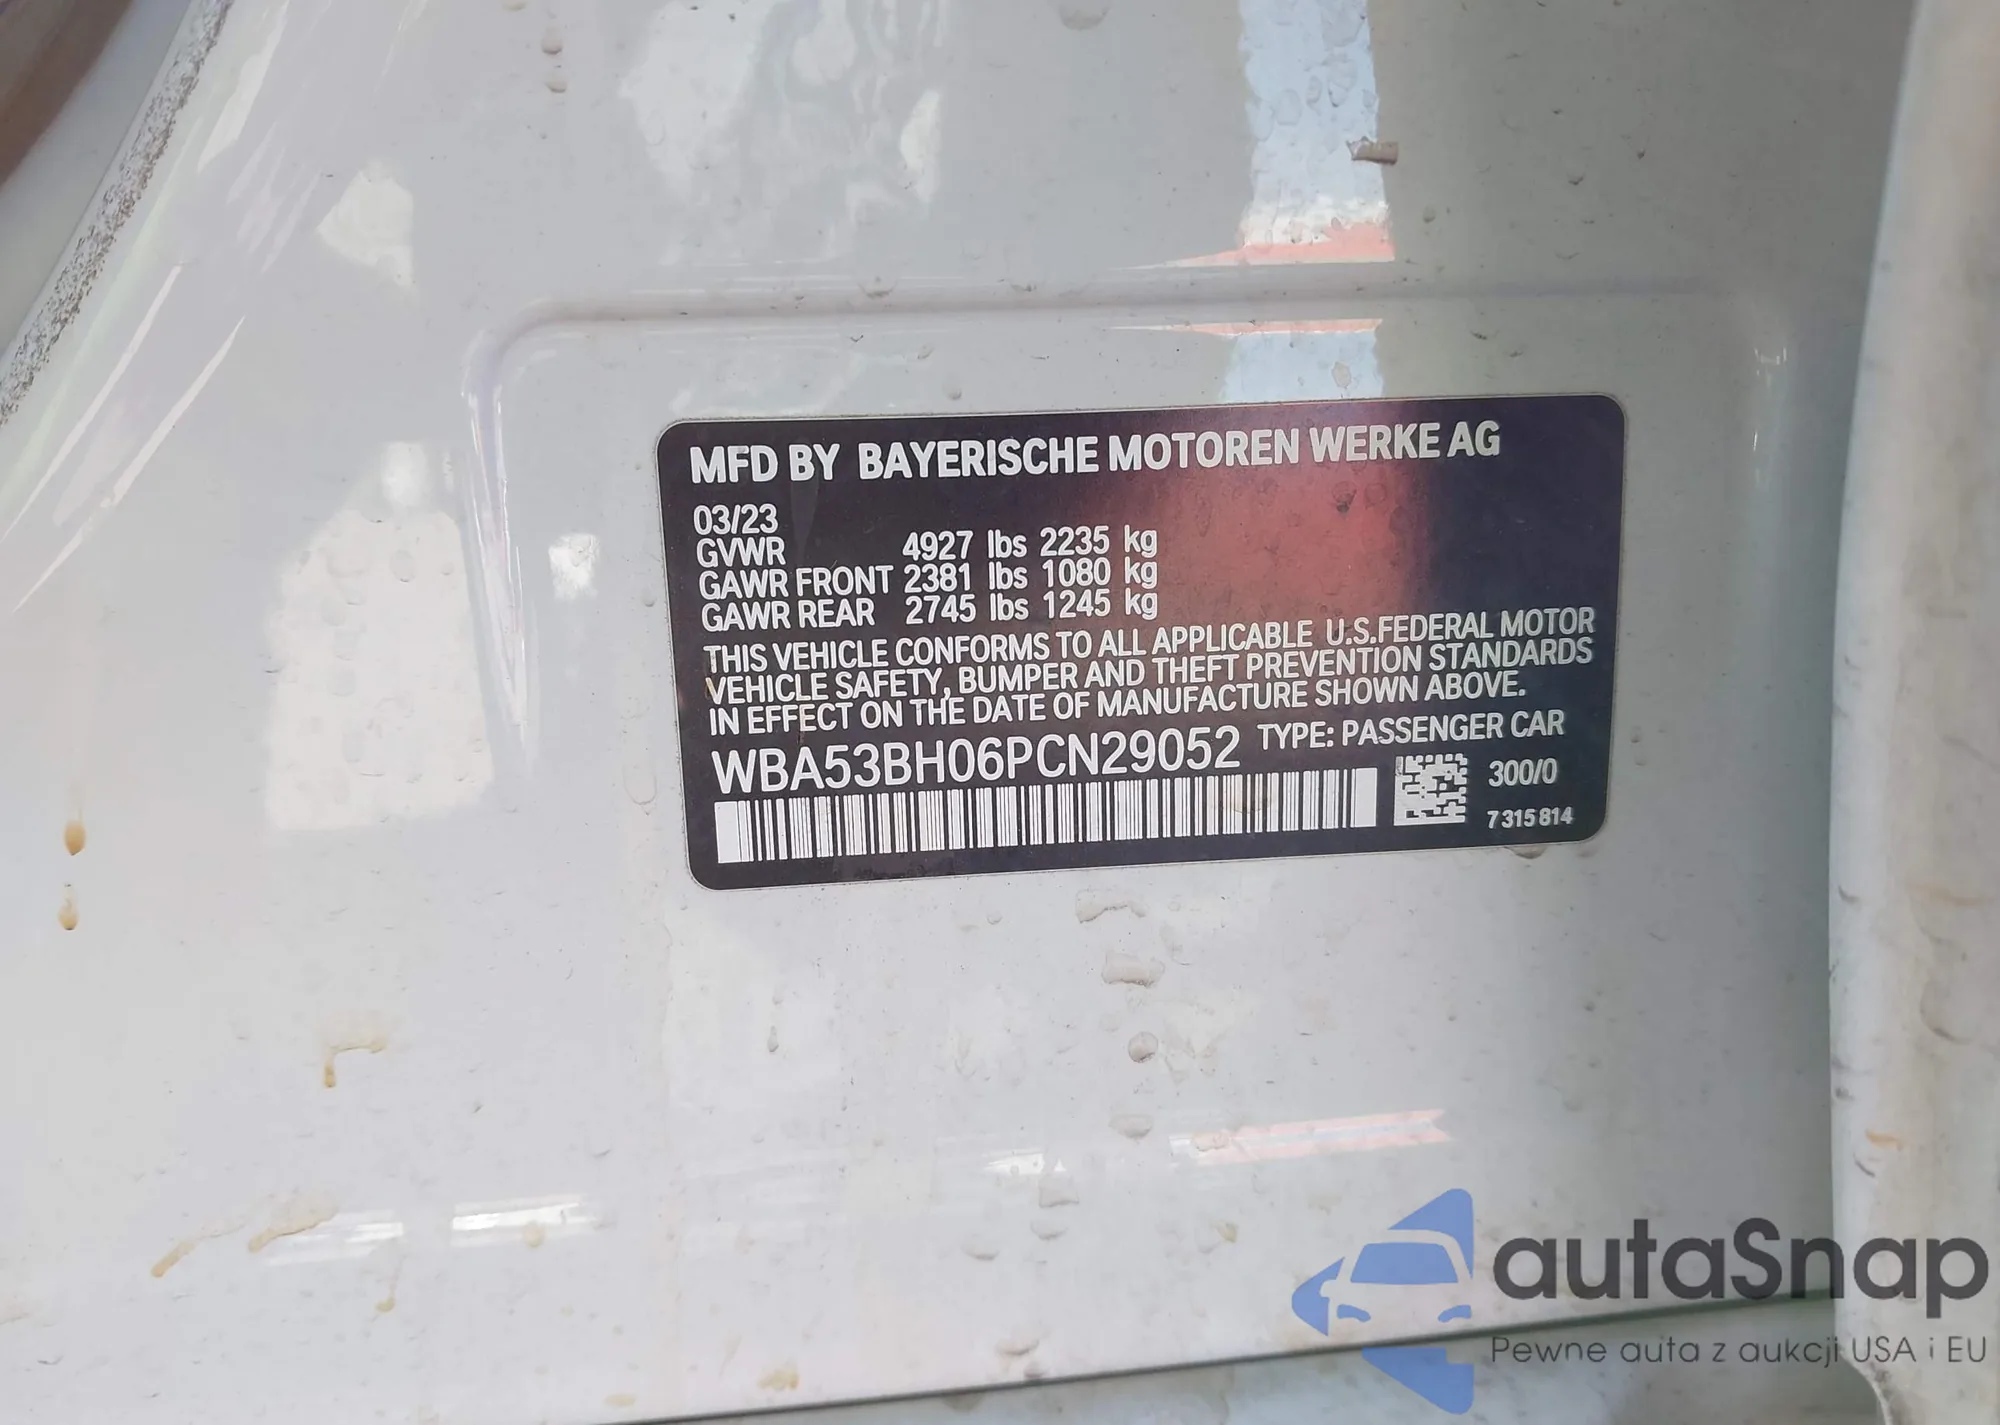 MFD BY BAYERISCHE MOTOREN WERKE AG
03/23
GVWR 4927 lbs 2235 kg
GAWR FRONT 2381 lbs 1080 kg
GAWR REAR 2745 lbs 1245 kg
THIS VEHICLE CONFORMS TO ALL APPLICABLE U.S.FEDERAL MOTOR
VEHICLE SAFETY, BUMPER AND THEFT PREVENTION STANDARDS
IN EFFECT ON THE DATE OF MANUFACTURE SHOWN ABOVE.
WBA53BH06PCN29052 TYPE: PASSENGER CAR
300/0
7 315 814
autaSnap
Pewne auta z aukcji USA i EU